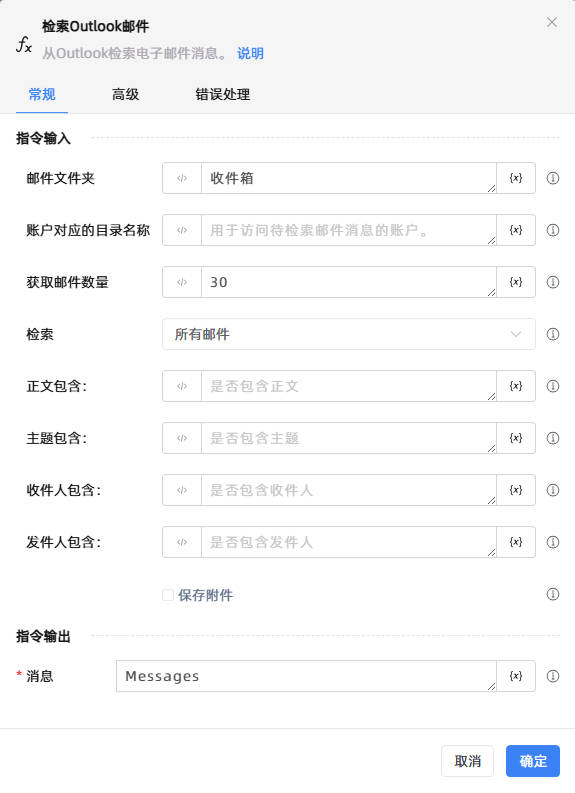 检索Outlook邮件
fx
从Outlook检索电子邮件消息。 说明
常规 高级 错误处理
指令输入
邮件文件夹 </> 收件箱 {x}
账户对应的目录名称 </> 用于访问待检索邮件消息的账户。 {x}
获取邮件数量 </> 30 {x}
检索 所有邮件
正文包含: </> 是否包含正文 {x}
主题包含: </> 是否包含主题 {x}
收件人包含: </> 是否包含收件人 {x}
发件人包含: </> 是否包含发件人 {x}
保存附件
指令输出
* 消息 Messages {x}
取消 确定